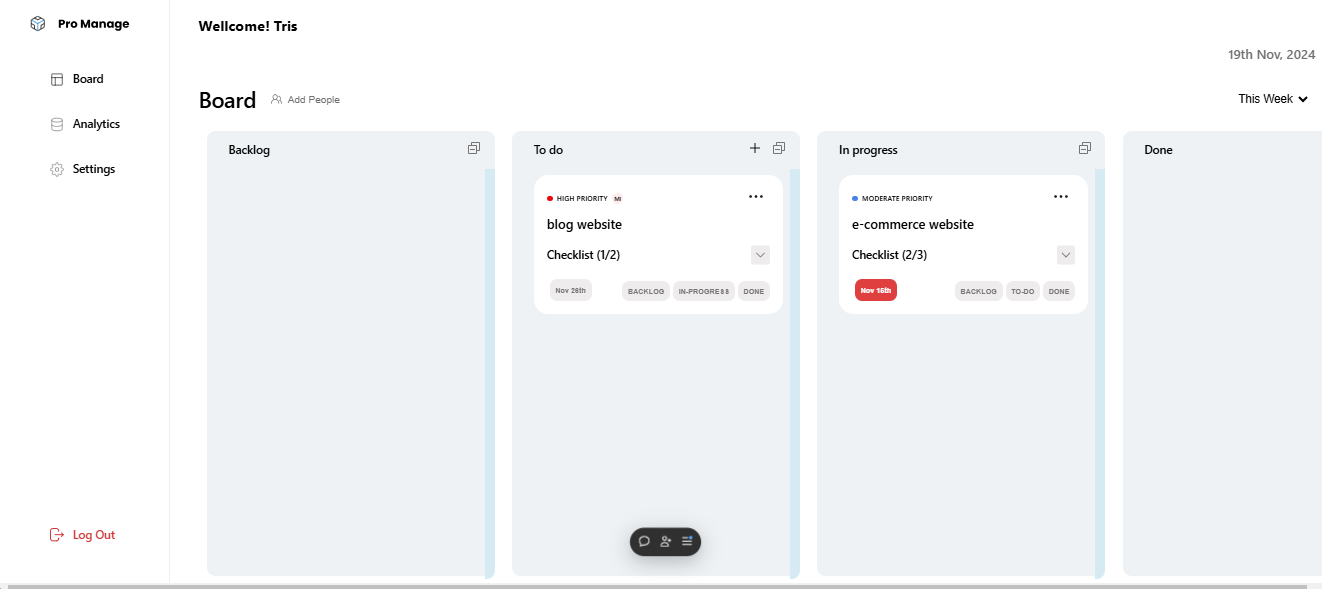 Pro Manage
Wellcome! Tris
19th Nov, 2024
Board
Analytics
Settings
Log Out
Board
Add People
This Week
Backlog
To do
HIGH PRIORITY MI
blog website
Checklist (1/2)
Nov 28th BACKLOG IN-PROGRESS DONE
In progress
MODERATE PRIORITY
e-commerce website
Checklist (2/3)
Nov 15th BACKLOG TO-DO DONE
Done